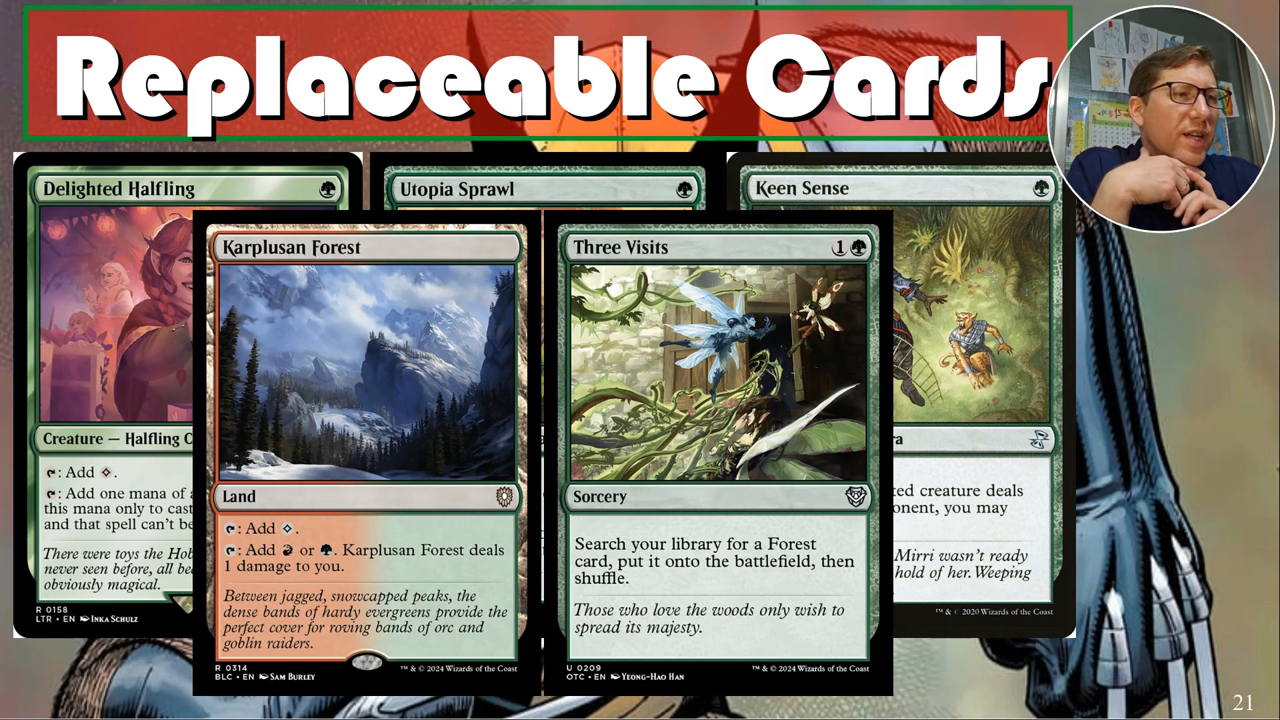 Replaceable Cards
Delighted Halfling
Utopia Sprawl
Keen Sense
Karplusan Forest
Three Visits 1
Creature — Halfling C
: Add
: Add one mana of a
this mana only to cast
and that spell can't be
There were toys the Hob
never seen before, all be
obviously magical.
R 0158
LTR • EN Inka Schulz
Land
: Add .
: Add or . Karplusan Forest deals
1 damage to you.
Between jagged, snowcapped peaks, the
dense bands of hardy evergreens provide the
perfect cover for roving bands of orc and
goblin raiders.
R 0314
BLC • EN Sam Burley
™ & © 2024 Wizards of the Coast
Sorcery
Search your library for a Forest
card, put it onto the battlefield, then
shuffle.
Those who love the woods only wish to
spread its majesty.
U 0209
OTC • EN Yeong-Hao Han
™ & © 2024 Wizards of the Coast
ra
ted creature deals
onent, you may
Mirri wasn't ready
hold of her. Weeping
™ & © 2020 Wizards of the Coast
21